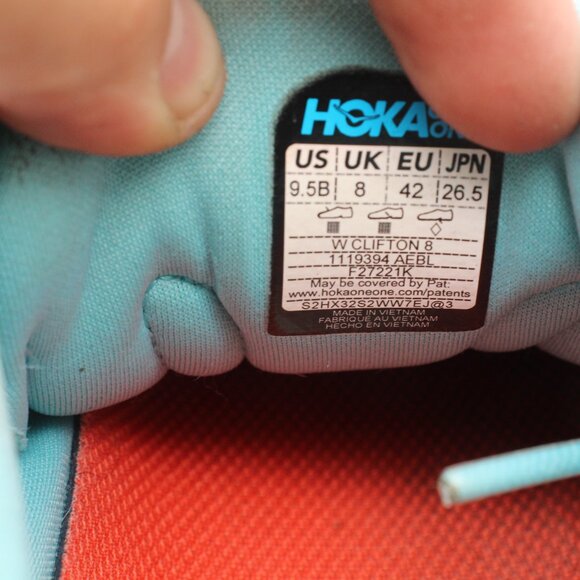 HOKA
US UK EU JPN
9.5B 8 42 26.5
W CLIFTON 8
1119394 AEBL
F27221K
May be covered by Pat:
www.hokaoneone.com/patents
S2HX32S2WW7EJ@3
MADE IN VIETNAM
FABRIQUE AU VIETNAM
HECHO EN VIETNAM